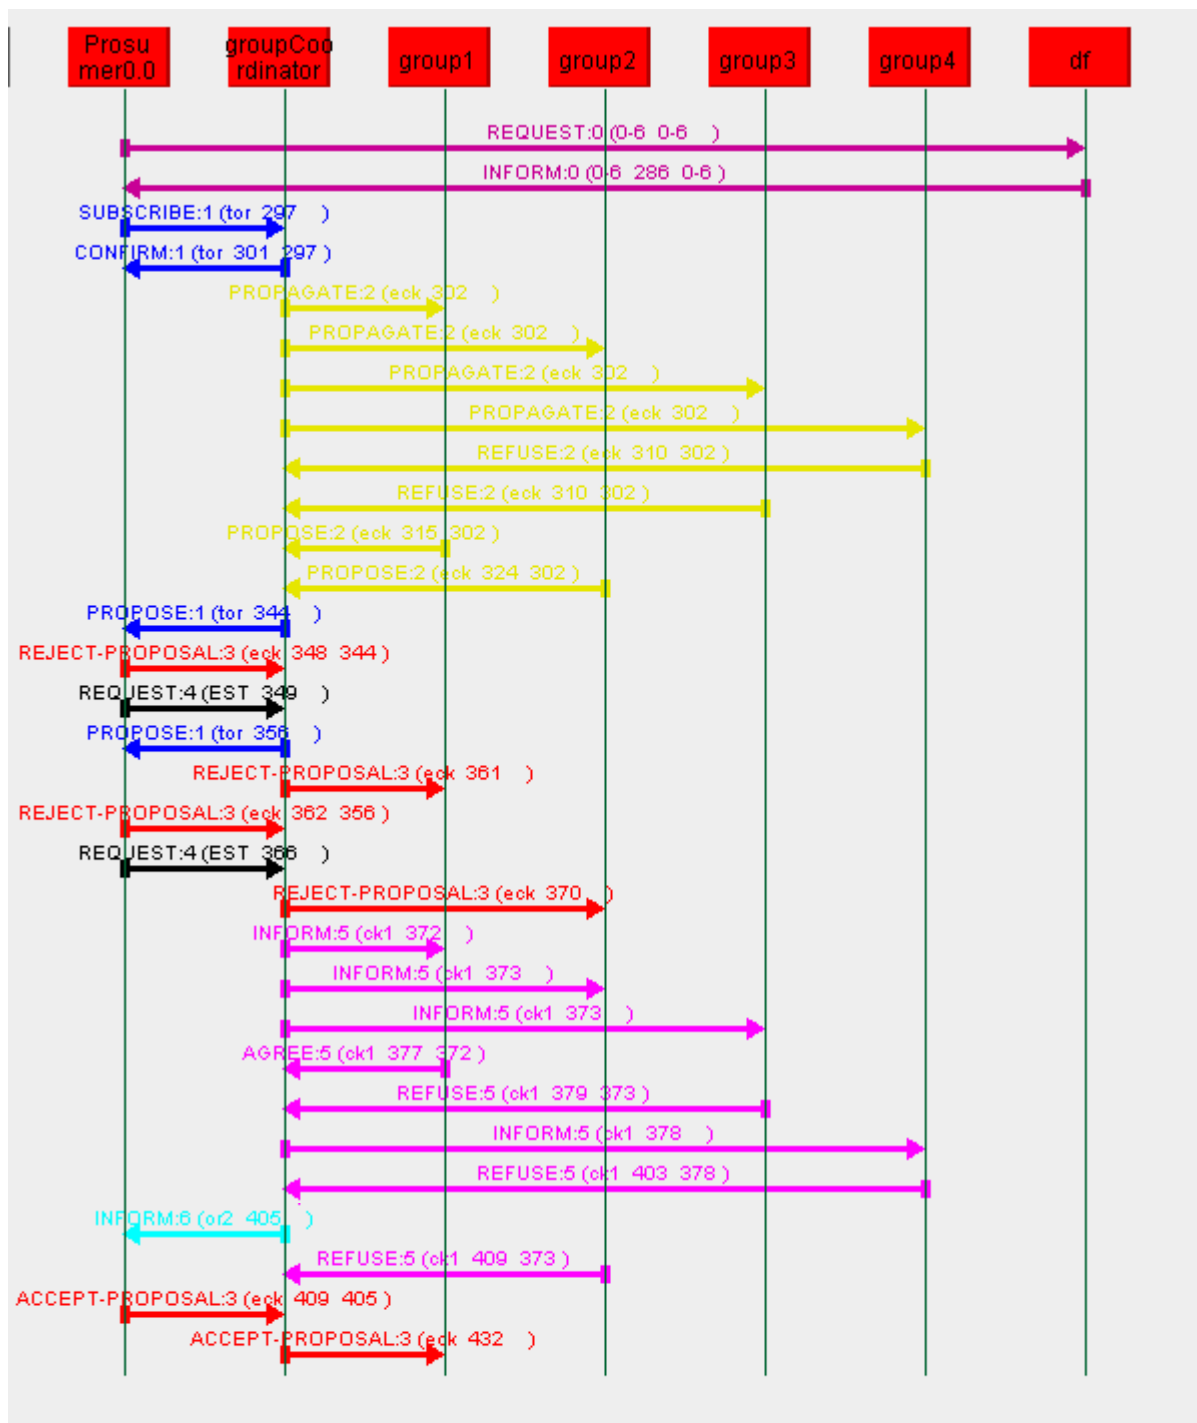 Prosu
mer0.0
groupCoo
rdinator
group1
group2
group3
group4
df
REQUEST:0 (0-6 0-6 )
INFORM:0 (0-6 286 0-6 )
SUBSCRIBE:1 (tor 297 )
CONFIRM:1 (tor 301 297 )
PROPAGATE:2 (eck 302 )
PROPAGATE:2 (eck 302 )
PROPAGATE:2 (eck 302 )
PROPAGATE:2 (eck 302 )
REFUSE:2 (eck 310 302 )
REFUSE:2 (eck 310 302 )
PROPOSE:2 (eck 315 302 )
PROPOSE:2 (eck 324 302 )
PROPOSE:1 (tor 344 )
REJECT-PROPOSAL:3 (eck 348 344 )
REQUEST:4 (EST 349 )
PROPOSE:1 (tor 356 )
REJECT-PROPOSAL:3 (eck 361 )
REJECT-PROPOSAL:3 (eck 362 356 )
REQUEST:4 (EST 366 )
REJECT-PROPOSAL:3 (eck 370 )
INFORM:5 (ck1 372 )
INFORM:5 (ck1 373 )
INFORM:5 (ck1 373 )
AGREE:5 (ck1 377 372 )
REFUSE:5 (ck1 379 373 )
INFORM:5 (ck1 378 )
REFUSE:5 (ck1 403 378 )
INFORM:6 (or2 405 )
REFUSE:5 (ck1 409 373 )
ACCEPT-PROPOSAL:3 (eck 409 405 )
ACCEPT-PROPOSAL:3 (eck 432 )